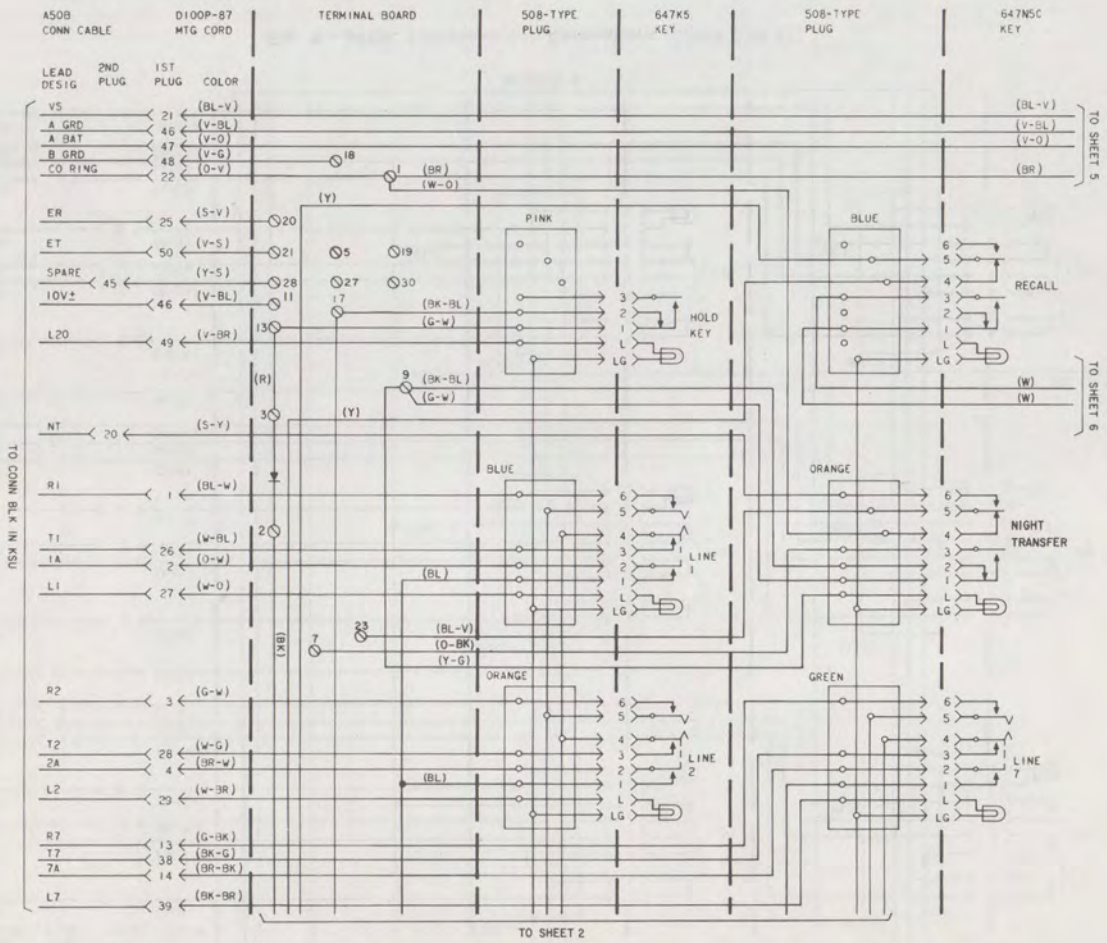 A50B CONN CABLE
D100P-87 MTG CORD
TERMINAL BOARD
508-TYPE PLUG
647K5 KEY
508-TYPE PLUG
647N5C KEY
LEAD DESIG
2ND PLUG
1ST PLUG
COLOR
VS 21 (BL-V) (BL-V)
A GRD 46 (V-BL) (V-BL)
A BAT 47 (V-O) (V-O)
B GRD 48 (V-G) 18
CO RING 22 (O-V) 1 (BR) (BR)
(W-O)
TO SHEET 5
(Y)
ER 25 (S-V) 20
PINK
BLUE
ET 50 (V-S) 21 5 19
SPARE 45 (Y-S) 28 27 30
10V± 46 (V-BL) 11 17 (BK-BL)
L20 49 (V-BR) 13 (G-W)
3
2
1
L
LG
HOLD KEY
6
5
4
3
2
1
L
LG
RECALL
(R)
9 (BK-BL)
(G-W)
(W)
(W)
TO SHEET 6
3
(Y)
NT 20 (S-Y)
TO CONN BLK IN KSU
BLUE
ORANGE
R1 1 (BL-W)
2
T1 26 (W-BL)
1A 2 (O-W)
(BL)
L1 27 (W-O)
6
5
4
3
2
1
L
LG
LINE 1
6
5
4
3
2
1
L
LG
NIGHT TRANSFER
(BK)
7
23
(BL-V)
(O-BK)
(Y-G)
ORANGE
GREEN
R2 3 (G-W)
T2 28 (W-G)
2A 4 (BR-W)
(BL)
L2 29 (W-BR)
6
5
4
3
2
1
L
LG
LINE 2
6
5
4
3
2
1
L
LG
LINE 7
R7 13 (G-BK)
T7 38 (BK-G)
7A 14 (BR-BK)
L7 39 (BK-BR)
TO SHEET 2